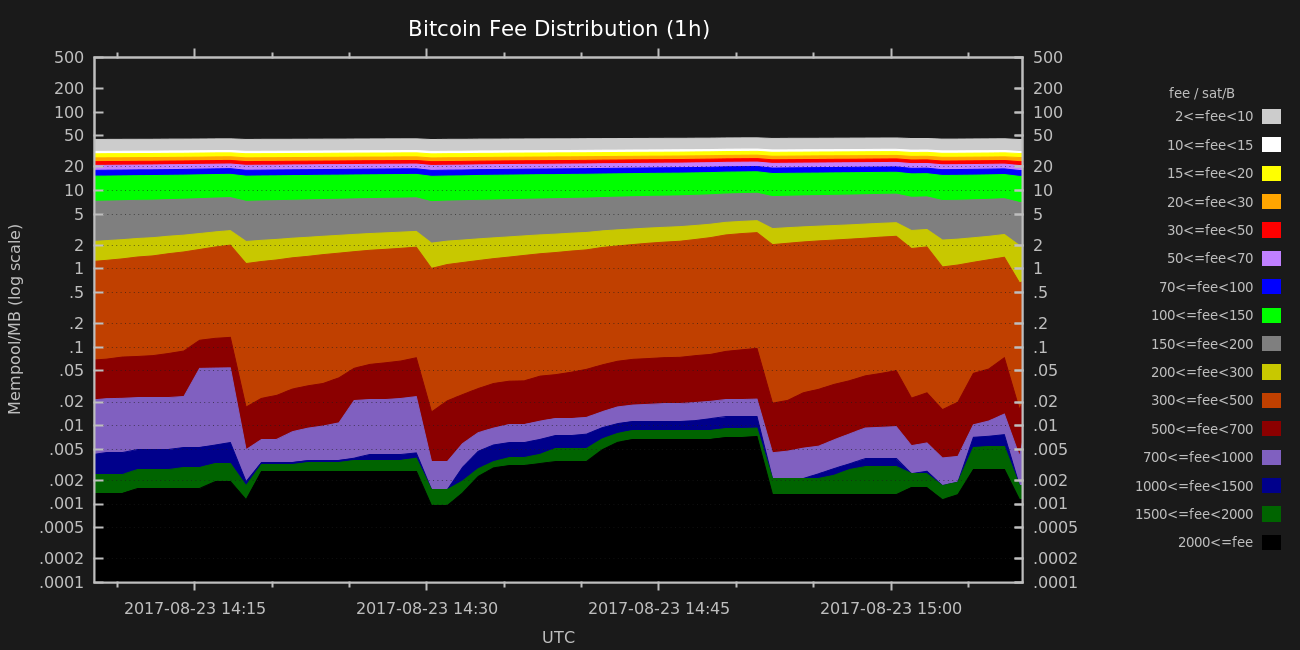 Bitcoin Fee Distribution (1h)
500 500
200 200
100 100
50 50
20 20
10 10
5 5
2 2
1 1
.5 .5
.2 .2
.1 .1
.05 .05
.02 .02
.01 .01
.005 .005
.002 .002
.001 .001
.0005 .0005
.0002 .0002
.0001 .0001
Mempool/MB (log scale)
2017-08-23 14:15 2017-08-23 14:30 2017-08-23 14:45 2017-08-23 15:00
UTC
fee / sat/B
2<=fee<10
10<=fee<15
15<=fee<20
20<=fee<30
30<=fee<50
50<=fee<70
70<=fee<100
100<=fee<150
150<=fee<200
200<=fee<300
300<=fee<500
500<=fee<700
700<=fee<1000
1000<=fee<1500
1500<=fee<2000
2000<=fee